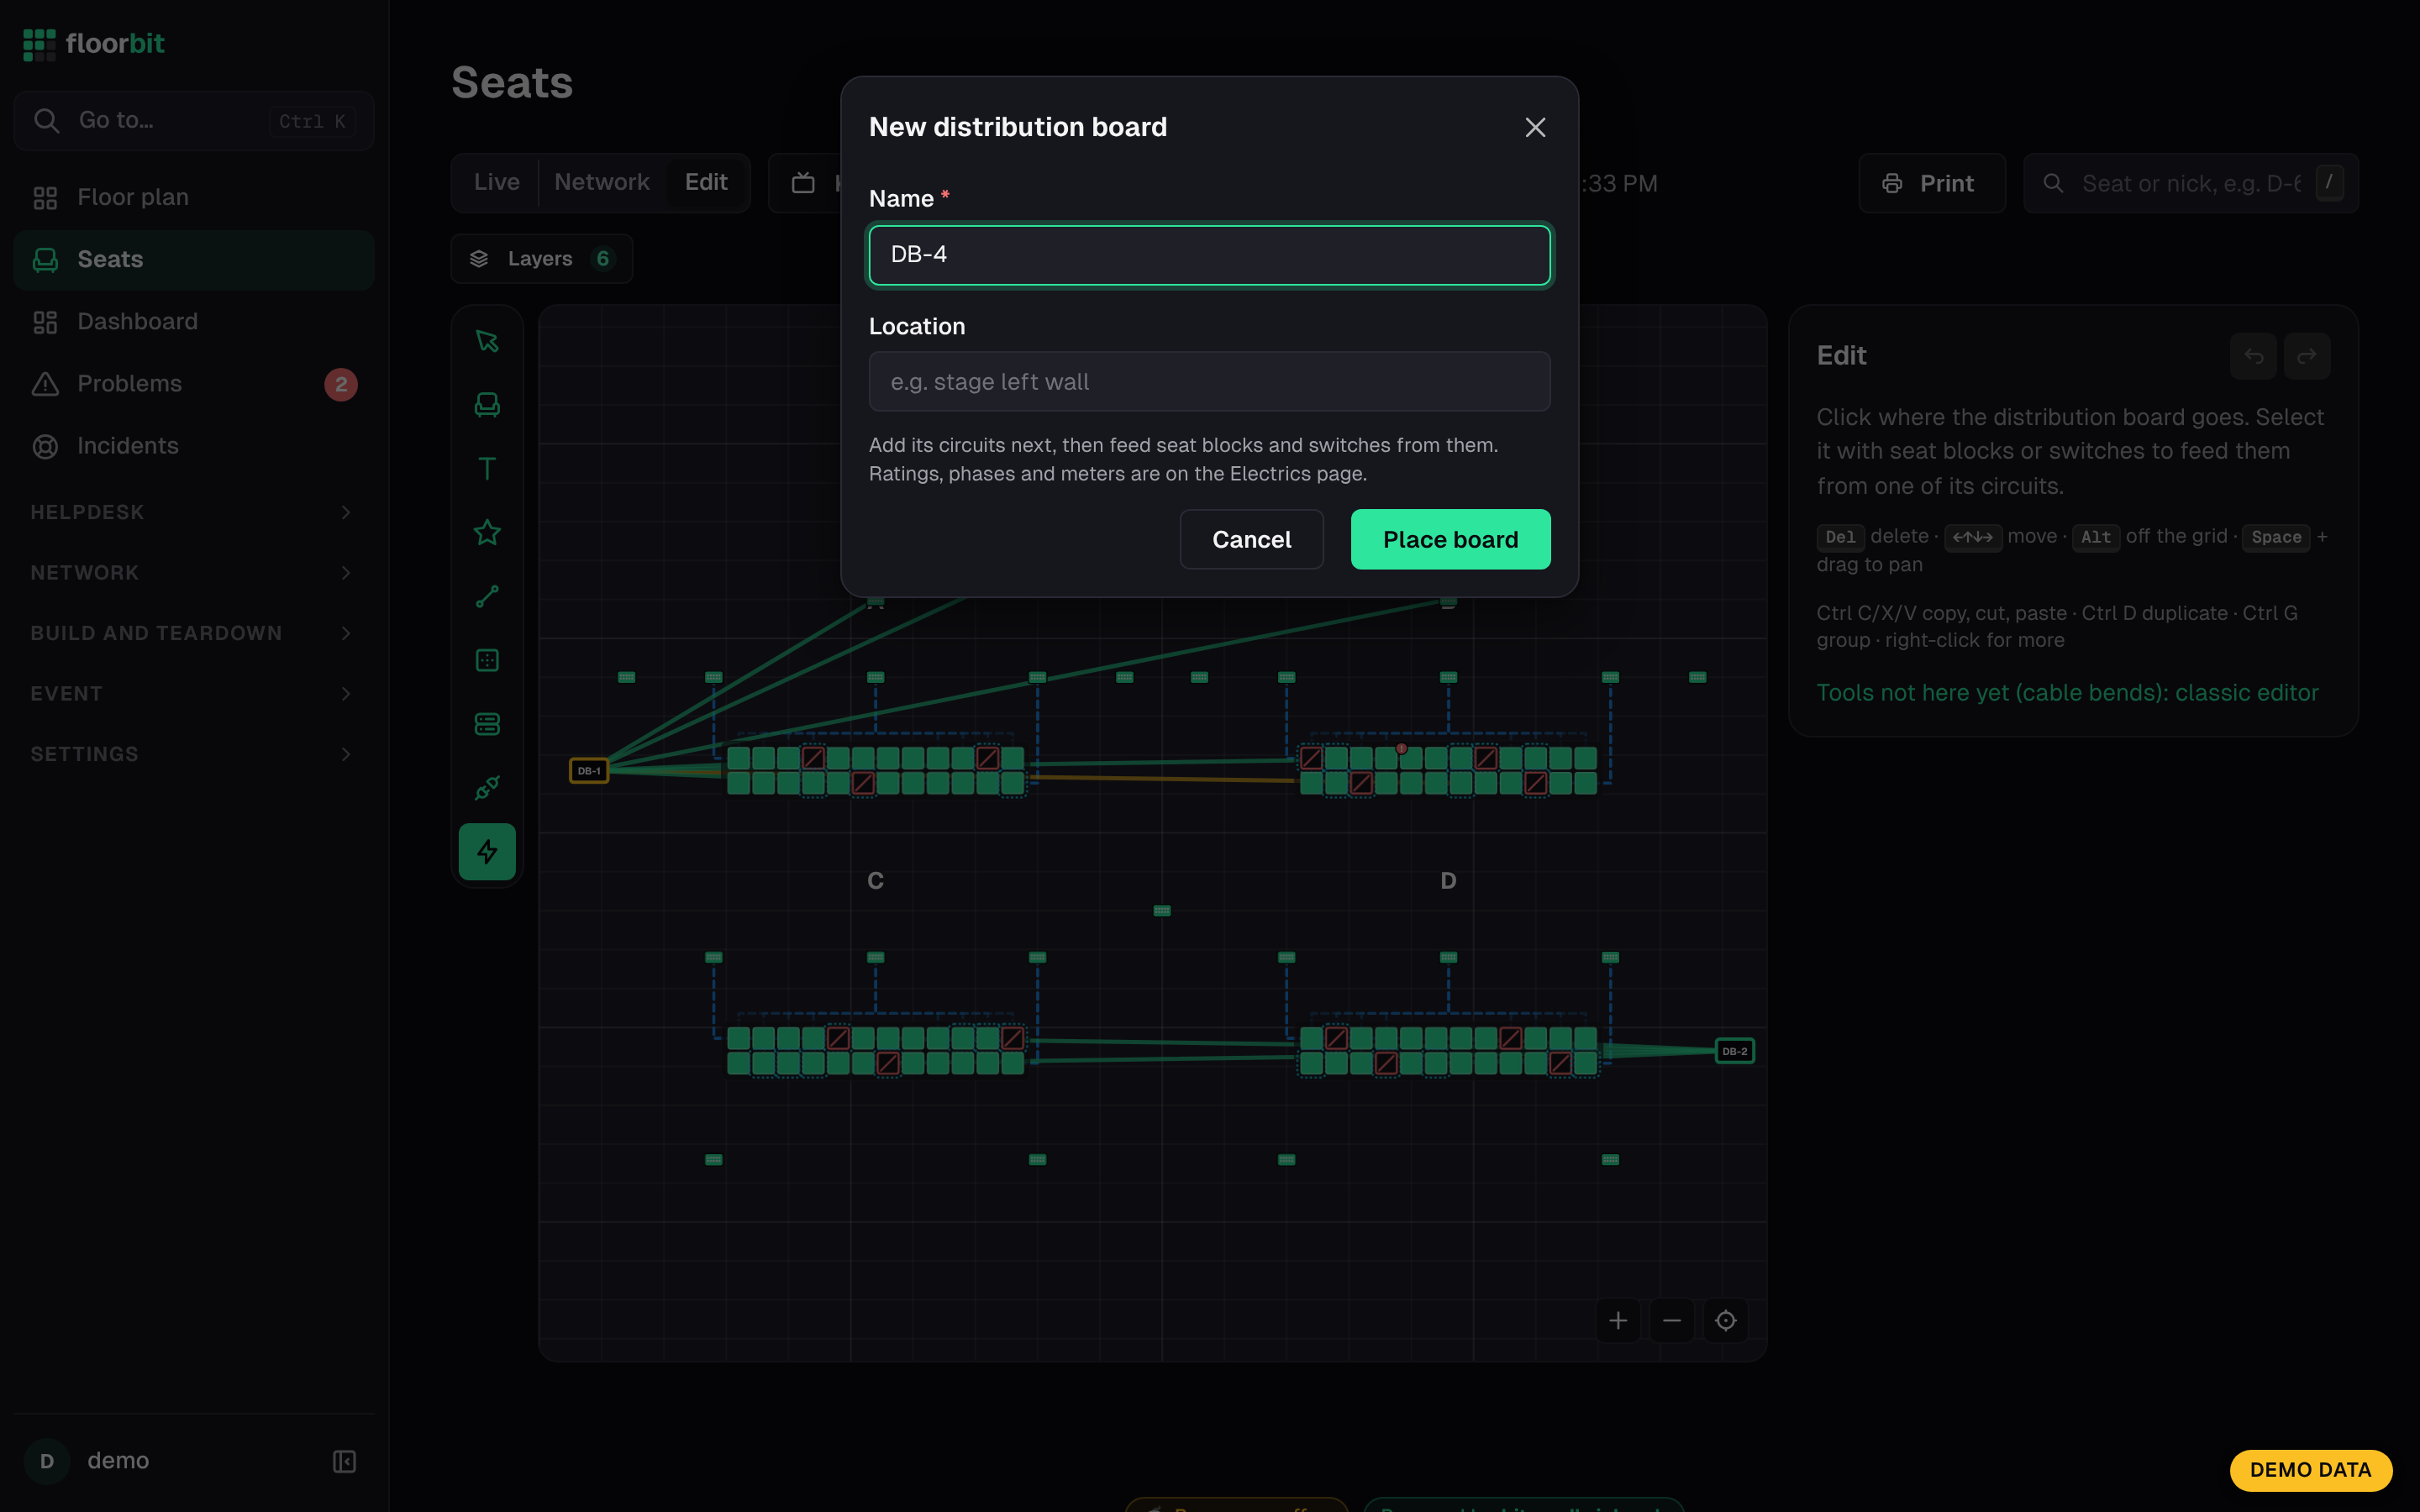 floorbit
Go to...
Ctrl K
Floor plan
Seats
Dashboard
Problems
2
Incidents
HELPDESK
NETWORK
BUILD AND TEARDOWN
EVENT
SETTINGS
D
demo
Seats
Live
Network
Edit
:33 PM
Print
Seat or nick, e.g. D-6
/
Layers
6
New distribution board
Name *
DB-4
Location
e.g. stage left wall
Add its circuits next, then feed seat blocks and switches from them.
Ratings, phases and meters are on the Electrics page.
Cancel
Place board
DB-1
C
D
DB-2
Edit
Click where the distribution board goes. Select
it with seat blocks or switches to feed them
from one of its circuits.
Del delete · ←↑↓→ move · Alt off the grid · Space +
drag to pan
Ctrl C/X/V copy, cut, paste · Ctrl D duplicate · Ctrl G
group · right-click for more
Tools not here yet (cable bends): classic editor
DEMO DATA